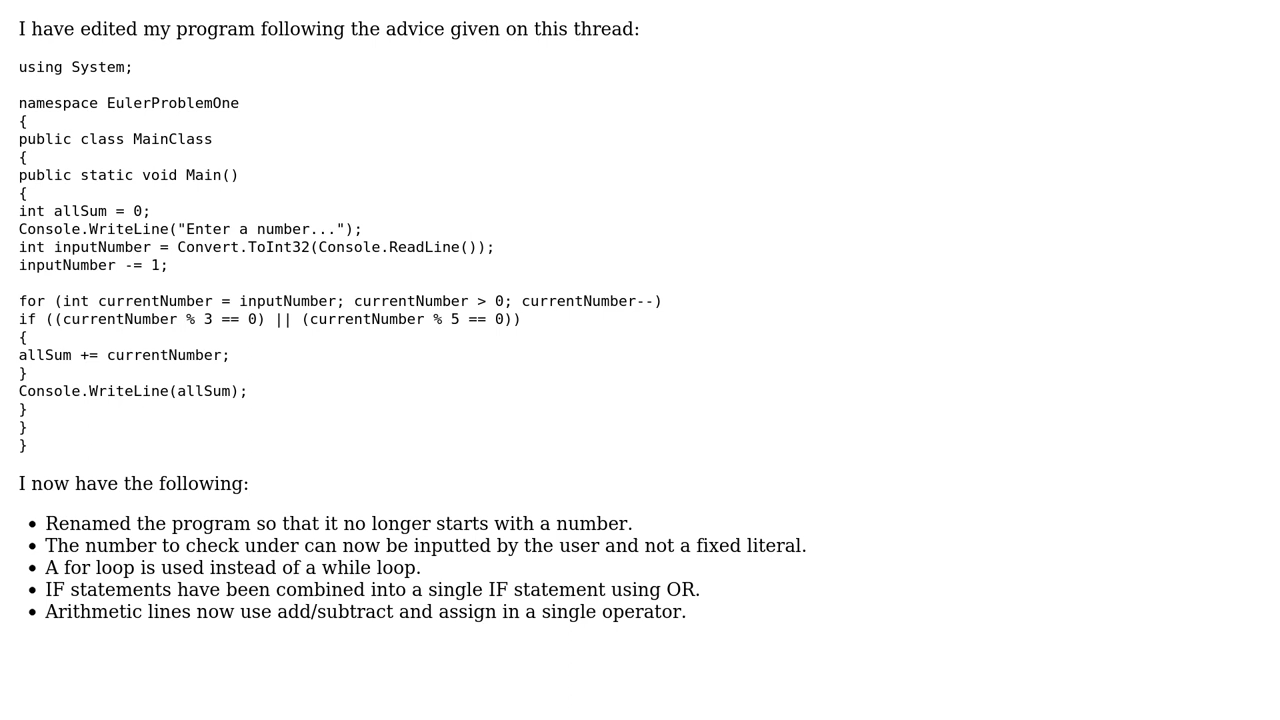 I have edited my program following the advice given on this thread:
using System;
namespace EulerProblemOne
{
public class MainClass
{
public static void Main()
{
int allSum = 0;
Console.WriteLine("Enter a number...");
int inputNumber = Convert.ToInt32(Console.ReadLine());
inputNumber -= 1;
for (int currentNumber = inputNumber; currentNumber > 0; currentNumber--)
if ((currentNumber % 3 == 0) || (currentNumber % 5 == 0))
{
allSum += currentNumber;
}
Console.WriteLine(allSum);
}
}
}
I now have the following:
• Renamed the program so that it no longer starts with a number.
• The number to check under can now be inputted by the user and not a fixed literal.
• A for loop is used instead of a while loop.
• IF statements have been combined into a single IF statement using OR.
• Arithmetic lines now use add/subtract and assign in a single operator.